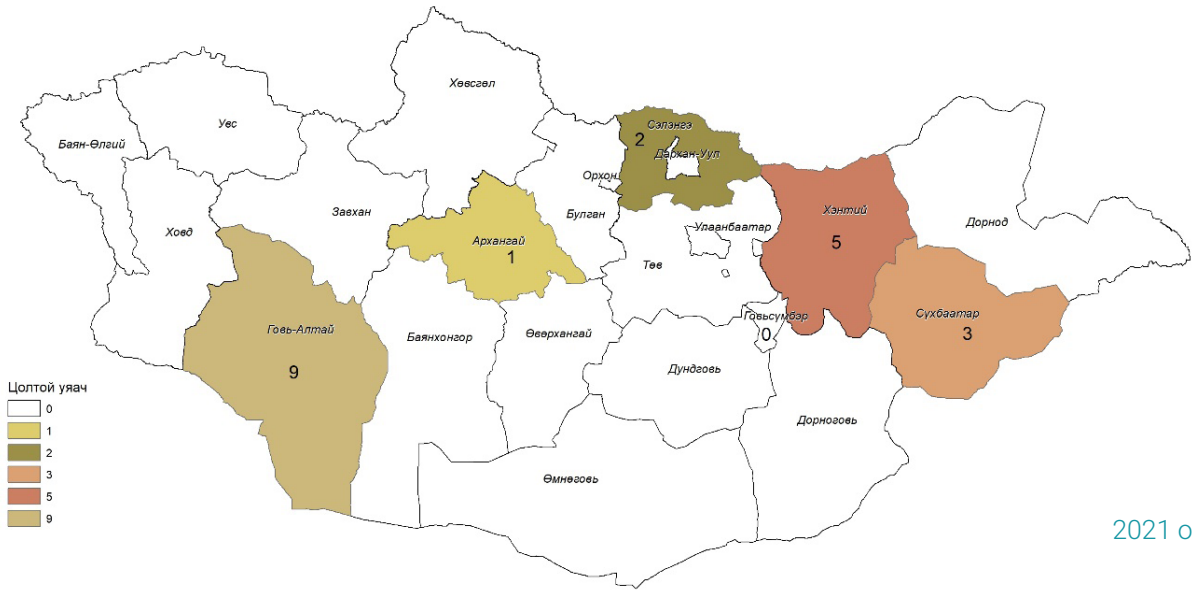 Хөвсгөл
Увс
Баян-Өлгий
Сэлэнгэ
2
Дархан-Уул
Орхон
Завхан
Булган
Хэнтий
Ховд
Улаанбаатар
Дорнод
Архангай
1
5
Төв
Говьсүмбэр
0
Сүхбаатар
3
Говь-Алтай
9
Баянхонгор
Өвөрхангай
Дундговь
Дорноговь
Өмнөговь
Цолтой уяач
0
1
2
3
5
9
2021 о